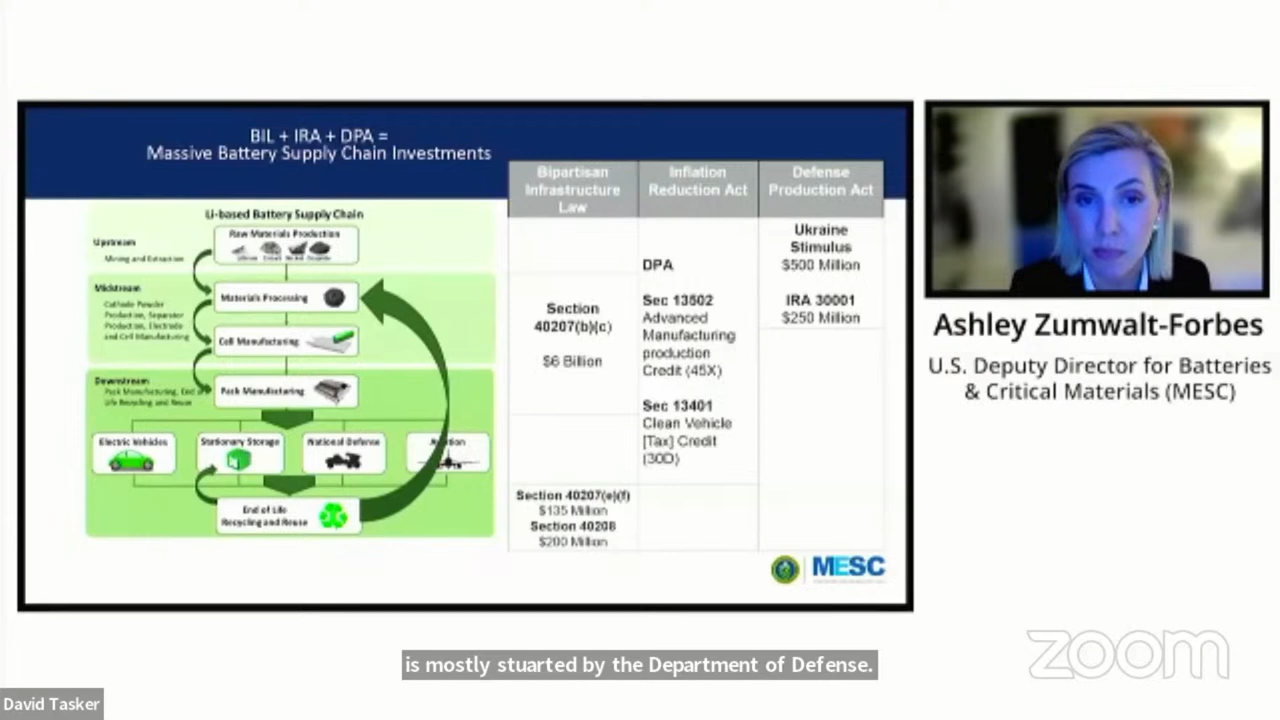 BIL + IRA + DPA =
Massive Battery Supply Chain Investments
Li-based Battery Supply Chain
Upstream
Mining and Extraction
Raw Materials Production
Midstream
Cathode Powder
Production, Separator
Production, Electrode
and Cell Manufacturing
Materials Processing
Cell Manufacturing
Downstream
Pack Manufacturing, End
Life Recycling and Reuse
Pack Manufacturing
Electric Vehicles
Stationary Storage
National Defense
End of Life
Recycling and Reuse
Bipartisan
Infrastructure
Law
Section
40207(b)(c)
$6 Billion
Section 40207(e)(f)
$135 Million
Section 40208
$200 Million
Inflation
Reduction Act
DPA
Sec 13502
Advanced
Manufacturing
production
Credit (45X)
Sec 13401
Clean Vehicle
[Tax] Credit
(30D)
Defense
Production Act
Ukraine
Stimulus
$500 Million
IRA 30001
$250 Million
MESC
Ashley Zumwalt-Forbes
U.S. Deputy Director for Batteries
& Critical Materials (MESC)
is mostly stuarted by the Department of Defense.
zoom
David Tasker